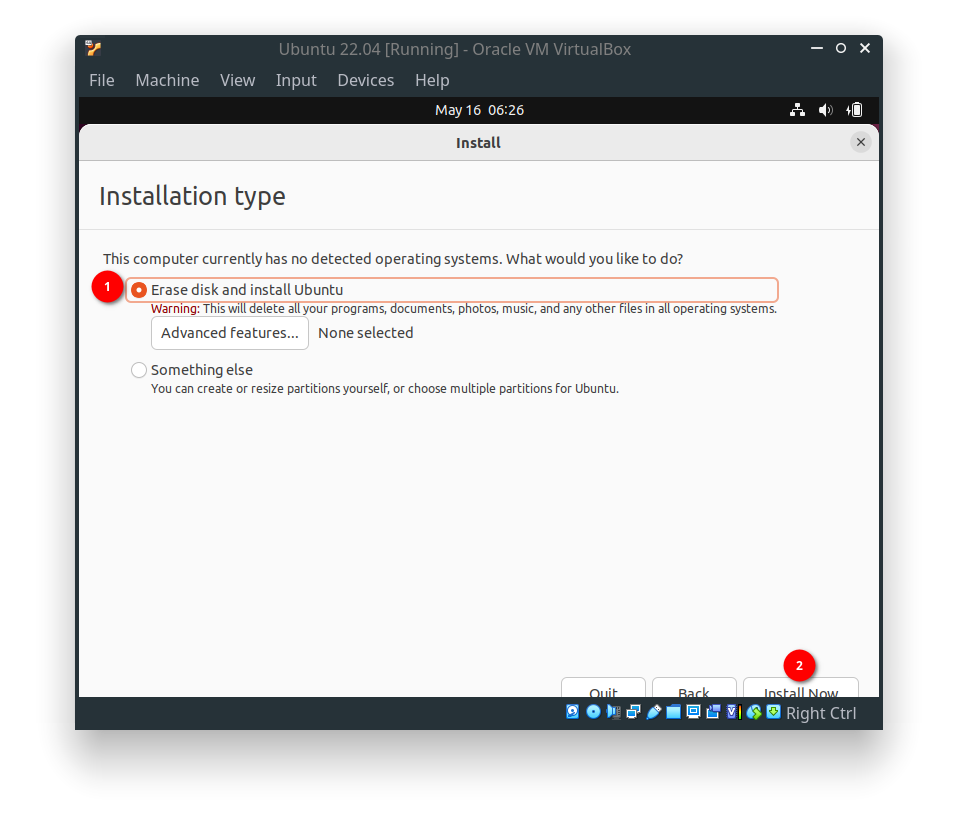 Ubuntu 22.04 [Running] - Oracle VM VirtualBox
File Machine View Input Devices Help
May 16 06:26
Install
Installation type
This computer currently has no detected operating systems. What would you like to do?
1
Erase disk and install Ubuntu
Warning: This will delete all your programs, documents, photos, music, and any other files in all operating systems.
Advanced features... None selected
Something else
You can create or resize partitions yourself, or choose multiple partitions for Ubuntu.
2
Quit Back Install Now
Right Ctrl